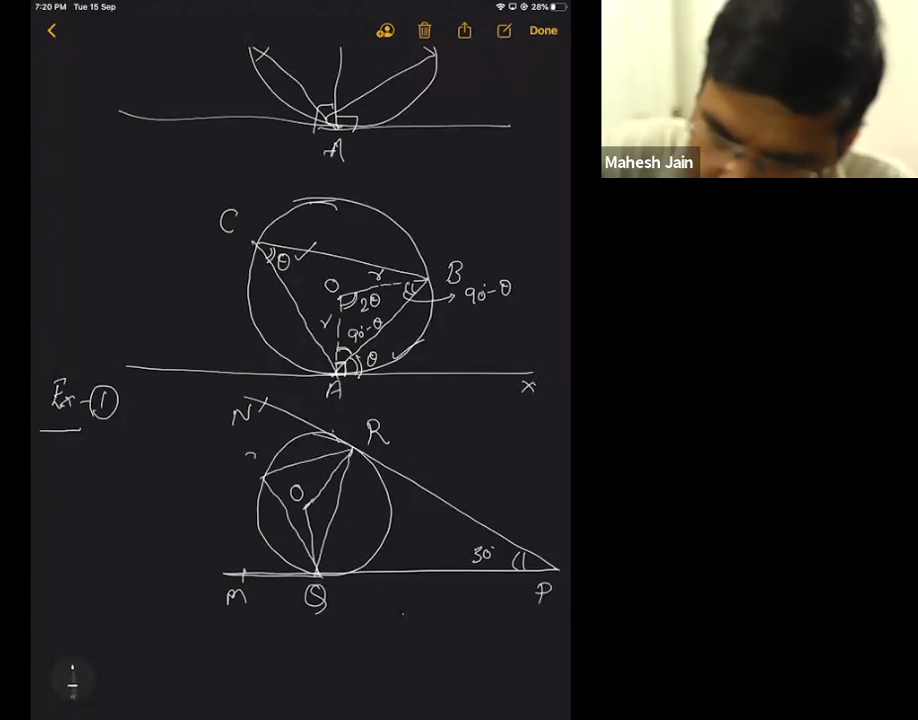 7:20 PM Tue 15 Sep
28%
Done
Mahesh Jain
A
C
θ
B
r
O
2θ
90-θ
r
90-θ
θ
A
x
Ex-1
N
R
O
30°
M
Q
P